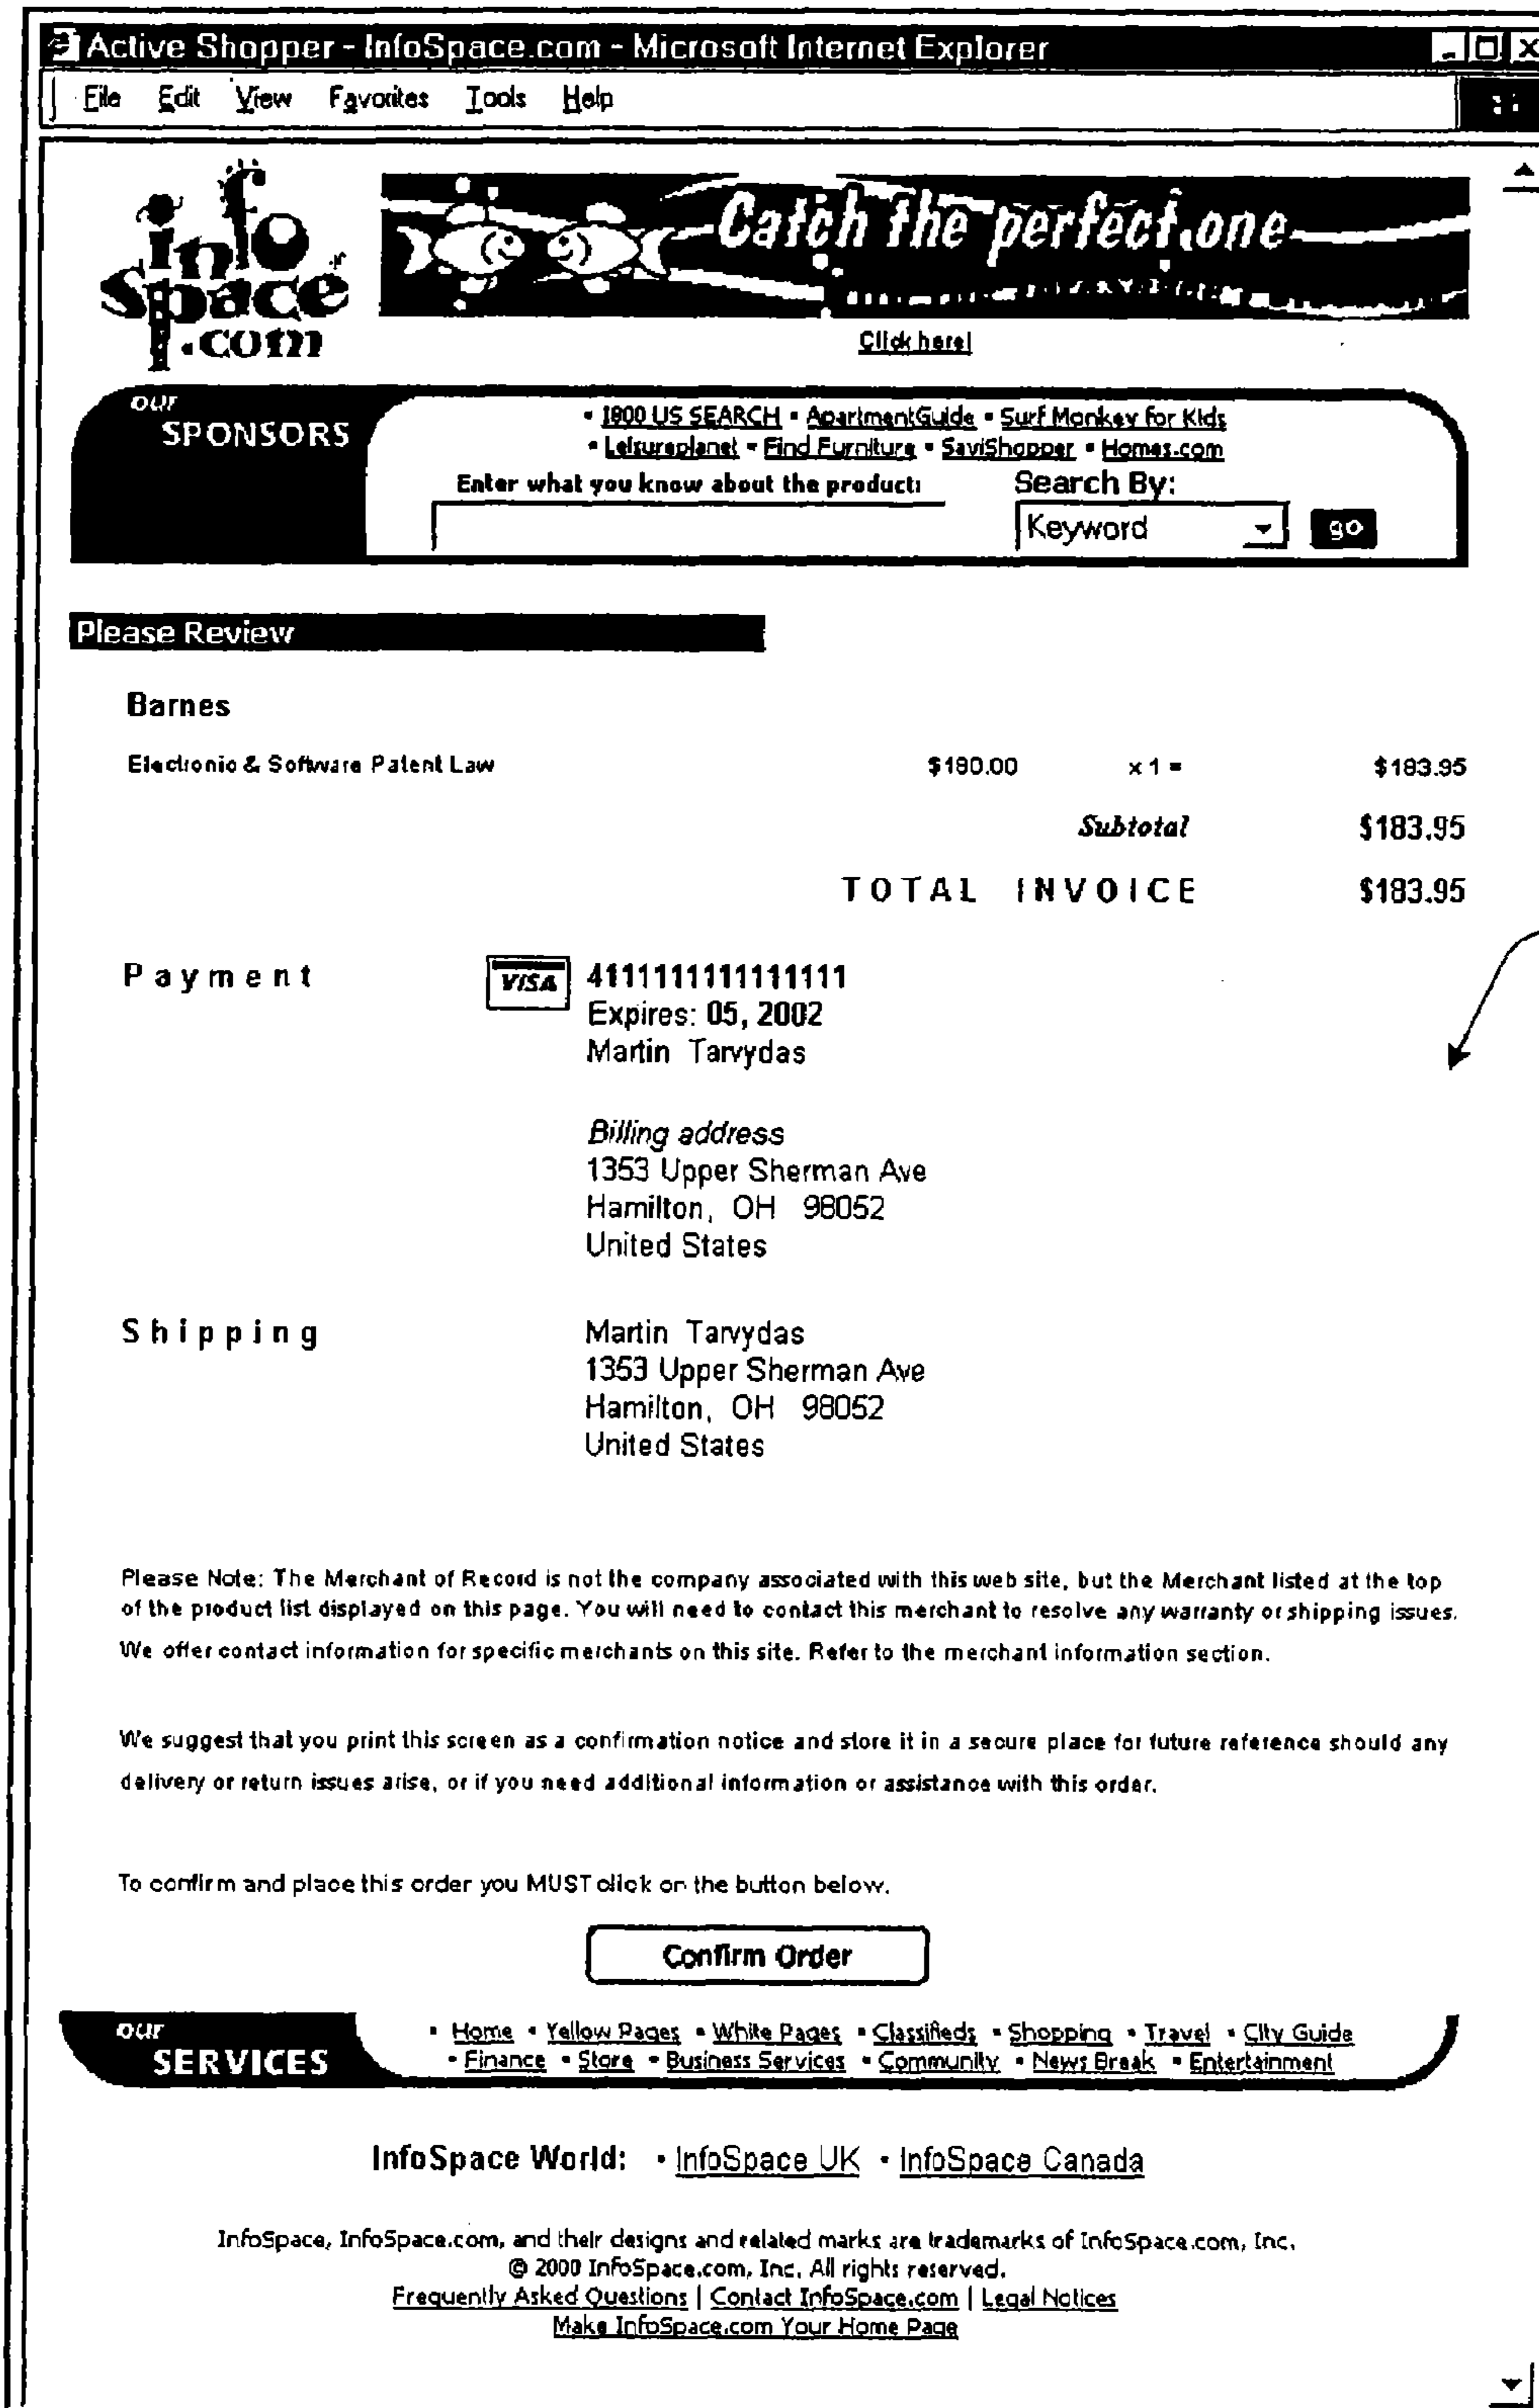 Active Shopper - InfoSpace.com - Microsoft Internet Explorer
File Edit View Favorites Tools Help
info
space
.com
Catch the perfect one
Click here!
our
SPONSORS
▪ 1800 US SEARCH ▪ ApartmentGuide ▪ Surf Monkey for Kids
▪ Leisureplanet ▪ Find Furniture ▪ SaviShopper ▪ Homes.com
Enter what you know about the product: Search By:
Keyword go
Please Review
Barnes
Electronic & Software Patent Law $180.00 x 1 = $183.95
Subtotal $183.95
TOTAL INVOICE $183.95
Payment VISA 4111111111111111
Expires: 05, 2002
Martin Tarvydas
Billing address
1353 Upper Sherman Ave
Hamilton, OH 98052
United States
Shipping Martin Tarvydas
1353 Upper Sherman Ave
Hamilton, OH 98052
United States
Please Note: The Merchant of Record is not the company associated with this web site, but the Merchant listed at the top
of the product list displayed on this page. You will need to contact this merchant to resolve any warranty or shipping issues.
We offer contact information for specific merchants on this site. Refer to the merchant information section.
We suggest that you print this screen as a confirmation notice and store it in a secure place for future reference should any
delivery or return issues arise, or if you need additional information or assistance with this order.
To confirm and place this order you MUST click on the button below.
Confirm Order
our
SERVICES
▪ Home ▪ Yellow Pages ▪ White Pages ▪ Classifieds ▪ Shopping ▪ Travel ▪ City Guide
▪ Finance ▪ Store ▪ Business Services ▪ Community ▪ News Break ▪ Entertainment
InfoSpace World: ▪ InfoSpace UK ▪ InfoSpace Canada
InfoSpace, InfoSpace.com, and their designs and related marks are trademarks of InfoSpace.com, Inc.
© 2000 InfoSpace.com, Inc. All rights reserved.
Frequently Asked Questions | Contact InfoSpace.com | Legal Notices
Make InfoSpace.com Your Home Page